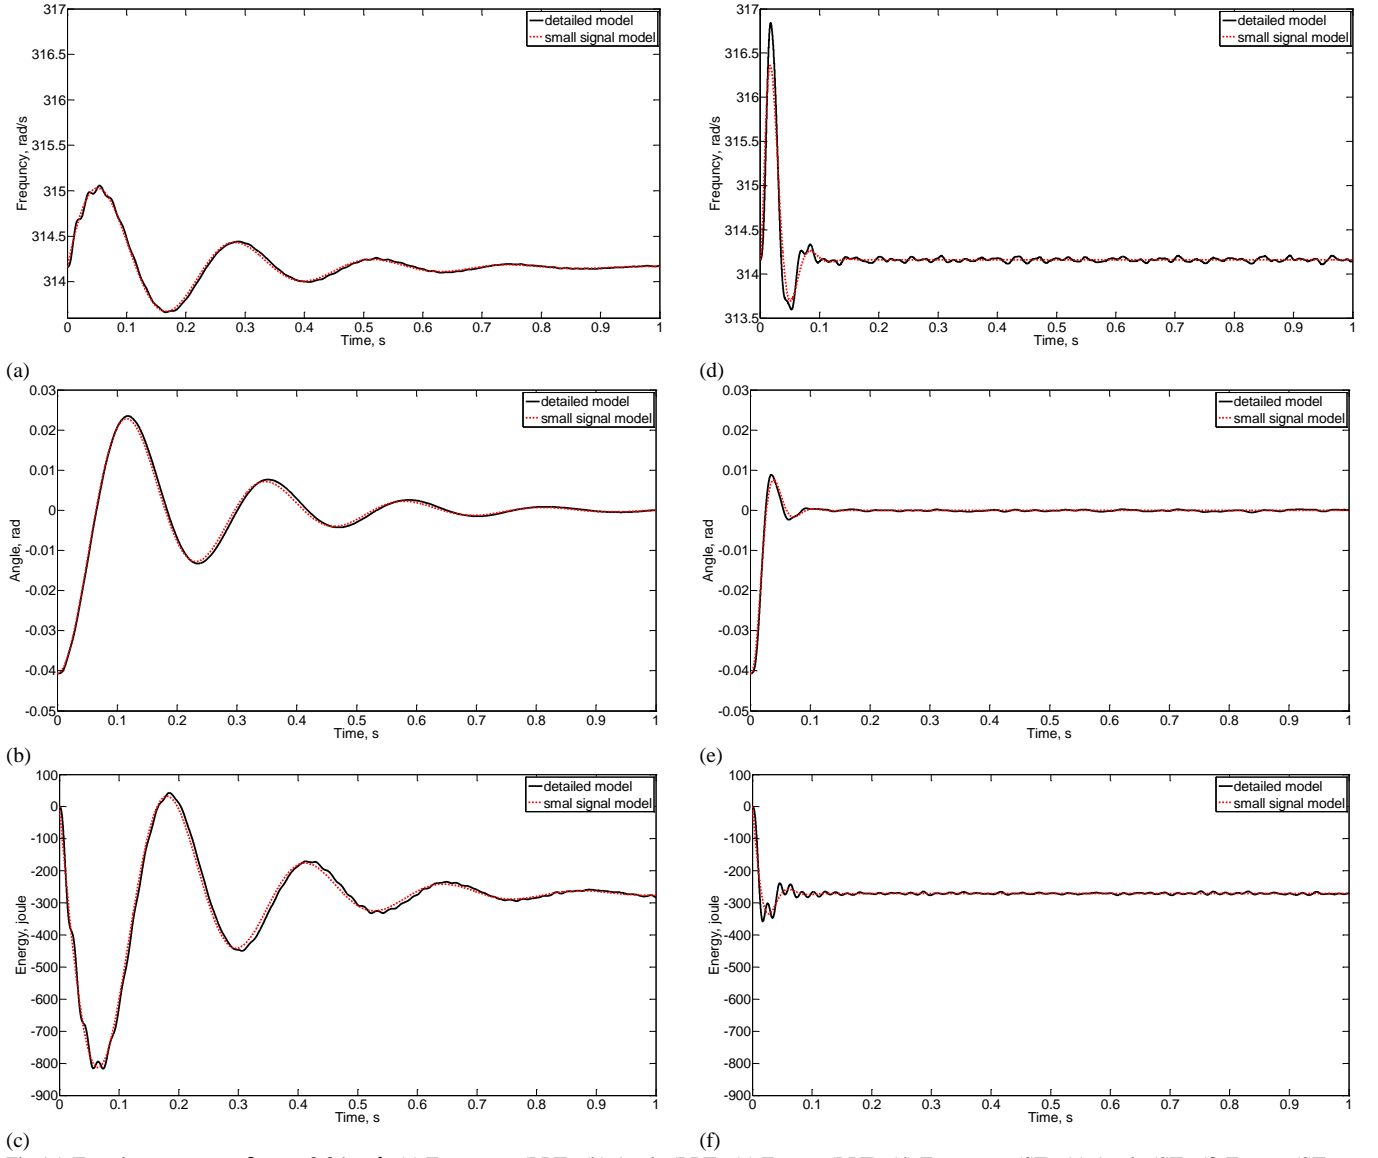 317
316.5
316
315.5
315
314.5
314
Frequncy, rad/s
detailed model
small signal model
0 0.1 0.2 0.3 0.4 0.5 0.6 0.7 0.8 0.9 1
Time, s
(a)
317
316.5
316
315.5
315
314.5
314
313.5
Frequncy, rad/s
detailed model
small signal model
0 0.1 0.2 0.3 0.4 0.5 0.6 0.7 0.8 0.9 1
Time, s
(d)
0.03
0.02
0.01
0
-0.01
-0.02
-0.03
-0.04
-0.05
Angle, rad
detailed model
small signal model
0 0.1 0.2 0.3 0.4 0.5 0.6 0.7 0.8 0.9 1
Time, s
(b)
0.03
0.02
0.01
0
-0.01
-0.02
-0.03
-0.04
-0.05
Angle, rad
detailed model
small signal model
0 0.1 0.2 0.3 0.4 0.5 0.6 0.7 0.8 0.9 1
Time, s
(e)
100
0
-100
-200
-300
-400
-500
-600
-700
-800
-900
Energy, joule
detailed model
smal signal model
0 0.1 0.2 0.3 0.4 0.5 0.6 0.7 0.8 0.9 1
Time, s
(c)
100
0
-100
-200
-300
-400
-500
-600
-700
-800
-900
Energy, joule
detailed model
small signal model
0 0.1 0.2 0.3 0.4 0.5 0.6 0.7 0.8 0.9 1
Time, s
(f)